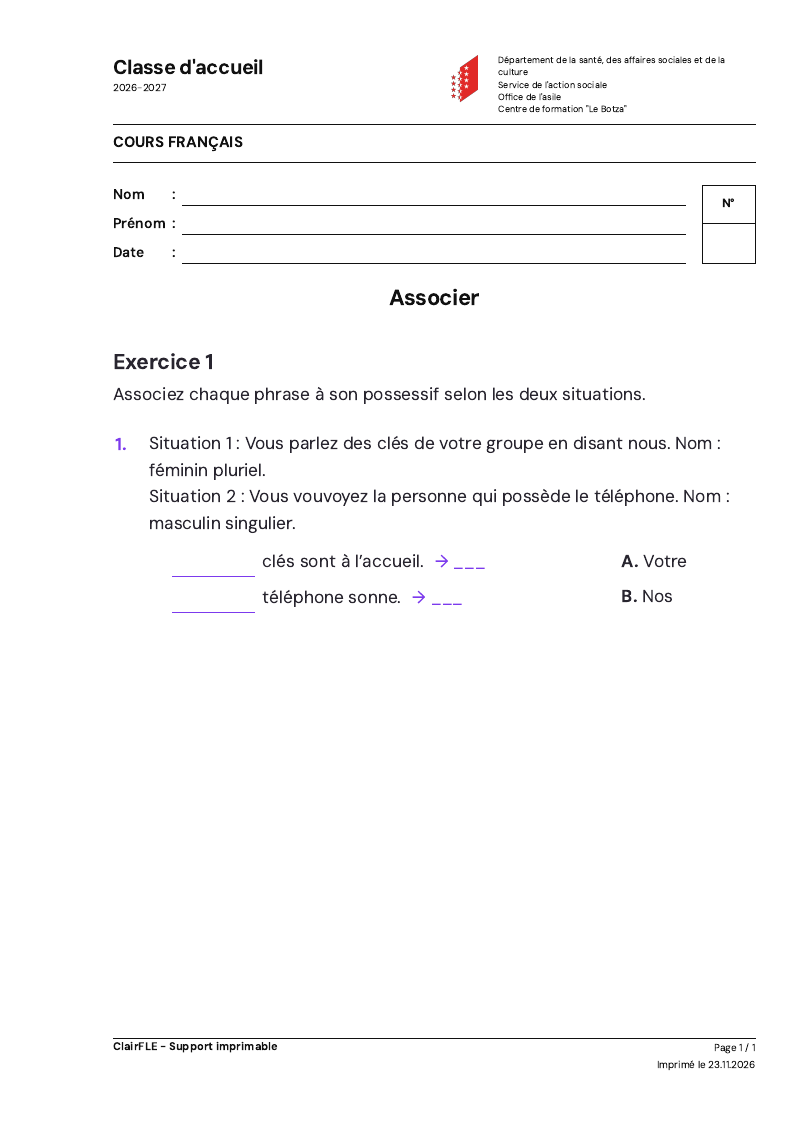 Classe d'accueil
2026-2027
Département de la santé, des affaires sociales et de la
culture
Service de l'action sociale
Office de l'asile
Centre de formation "Le Botza"
COURS FRANÇAIS
Nom :
Prénom :
Date :
N°
Associer
Exercice 1
Associez chaque phrase à son possessif selon les deux situations.
1. Situation 1 : Vous parlez des clés de votre groupe en disant nous. Nom :
féminin pluriel.
Situation 2 : Vous vouvoyez la personne qui possède le téléphone. Nom :
masculin singulier.
________ clés sont à l’accueil. → ___ A. Votre
________ téléphone sonne. → ___ B. Nos
ClairFLE - Support imprimable
Page 1 / 1
Imprimé le 23.11.2026